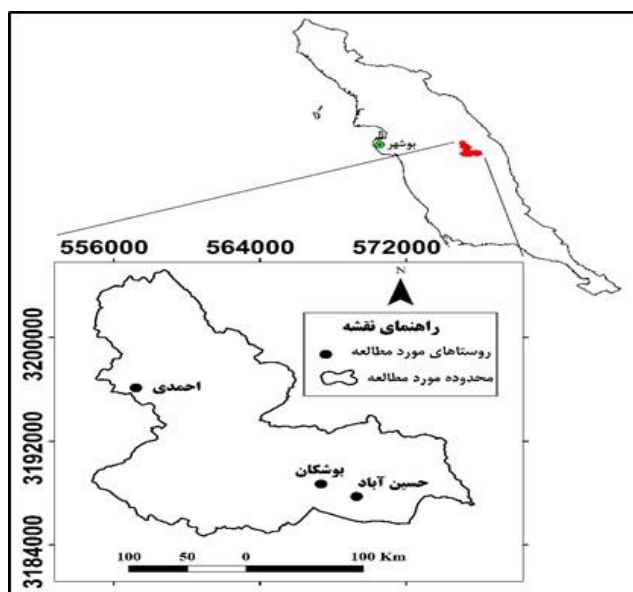 بوشهر
556000 564000 572000
N
راهنمای نقشه
روستاهای مورد مطالعه
محدوده مورد مطالعه
3200000
احمدی
3192000
بوشکان
حسین آباد
3184000
100 50 0 100 Km